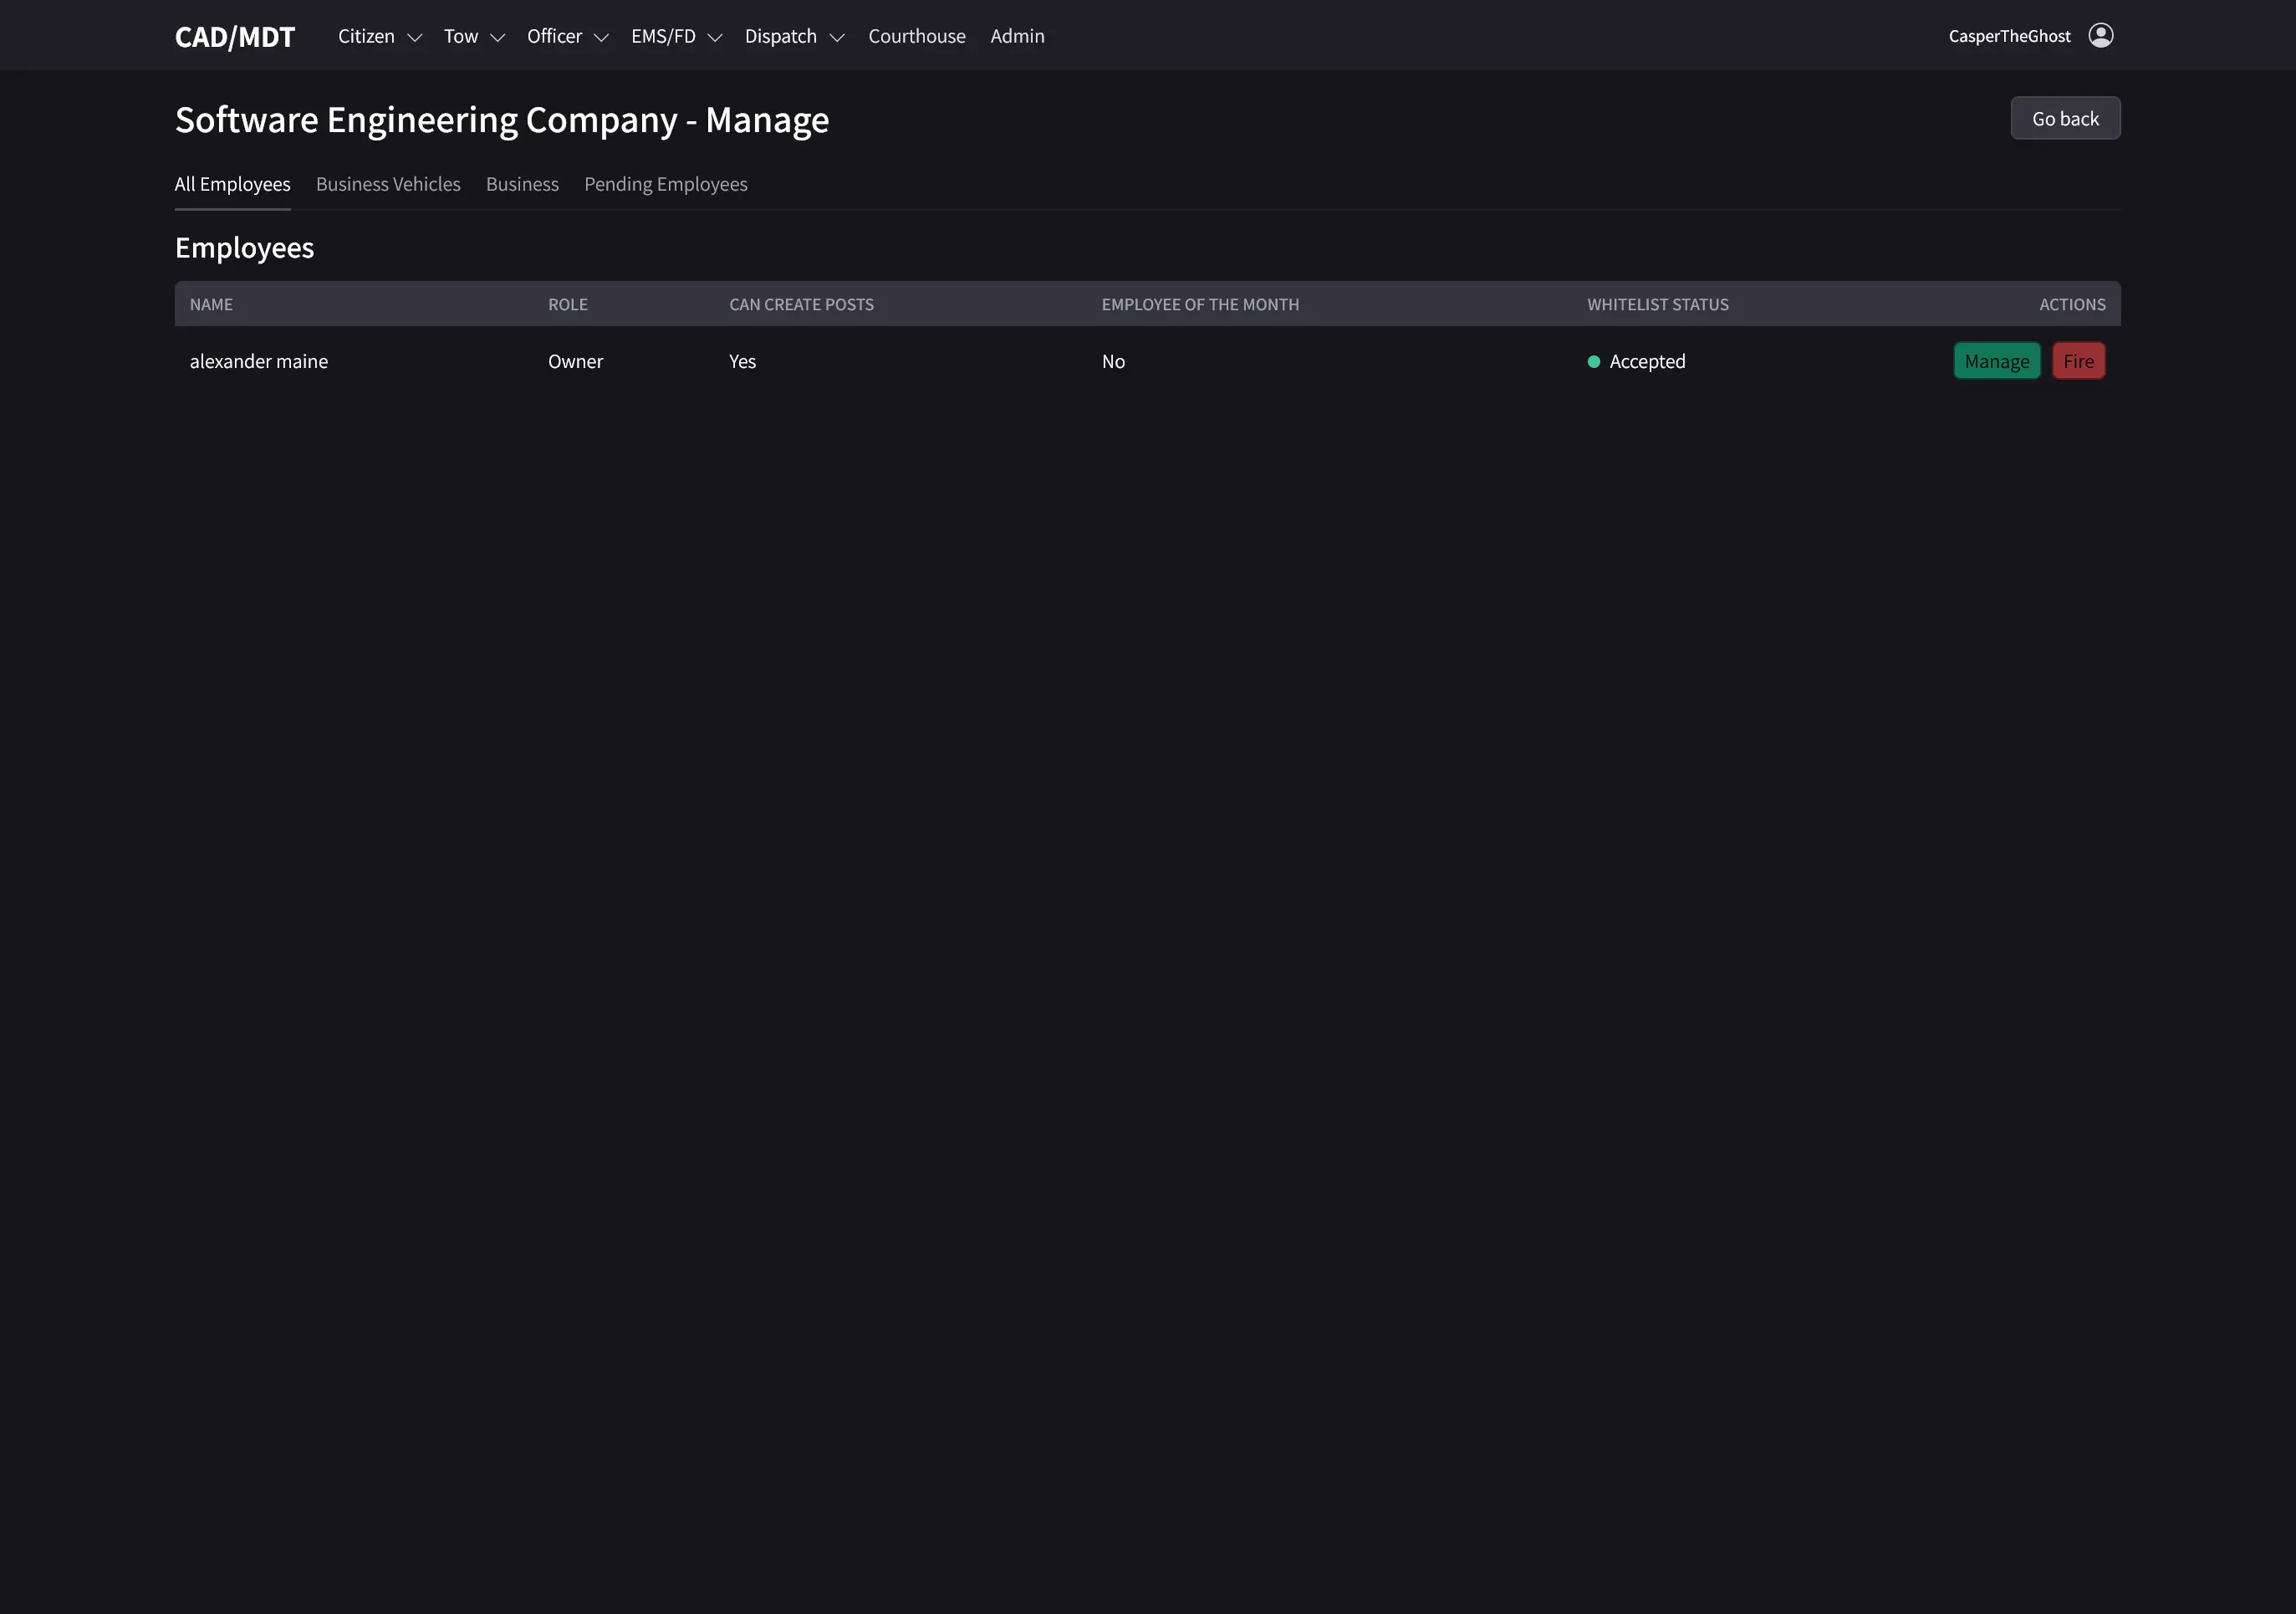 CAD/MDT Citizen Tow Officer EMS/FD Dispatch Courthouse Admin CasperTheGhost
Software Engineering Company - Manage Go back
All Employees Business Vehicles Business Pending Employees
Employees
NAME ROLE CAN CREATE POSTS EMPLOYEE OF THE MONTH WHITELIST STATUS ACTIONS
alexander maine Owner Yes No Accepted Manage Fire